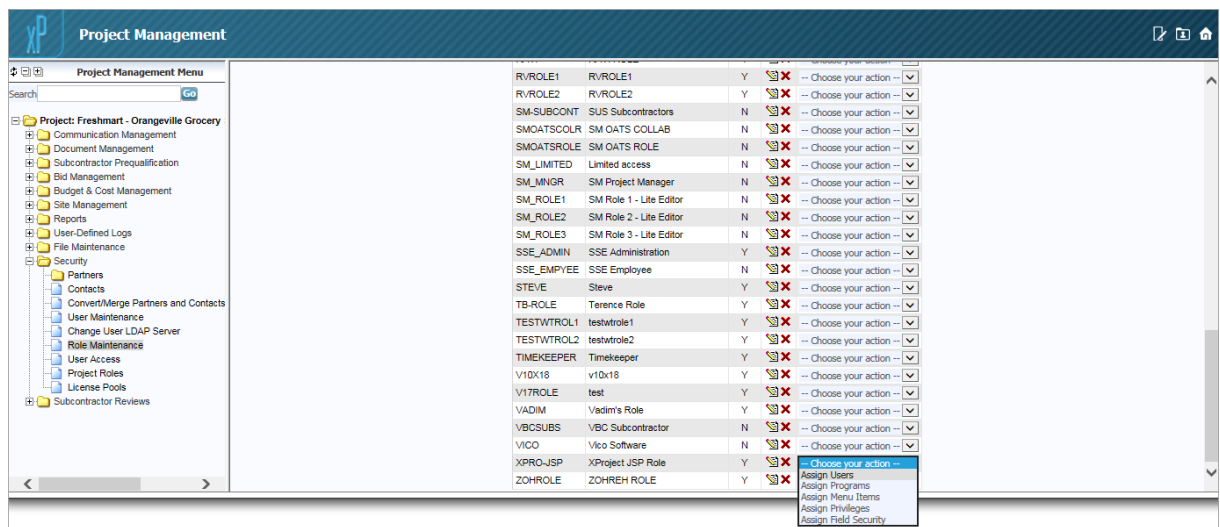 xP Project Management
Project Management Menu
Search Go
Project: Freshmart - Orangeville Grocery
Communication Management
Document Management
Subcontractor Prequalification
Bid Management
Budget & Cost Management
Site Management
Reports
User-Defined Logs
File Maintenance
Security
Partners
Contacts
Convert/Merge Partners and Contacts
User Maintenance
Change User LDAP Server
Role Maintenance
User Access
Project Roles
License Pools
Subcontractor Reviews
RVROLE1 RVROLE1 Y -- Choose your action --
RVROLE2 RVROLE2 Y -- Choose your action --
SM-SUBCONT SUS Subcontractors N -- Choose your action --
SMOATSCOLR SM OATS COLLAB N -- Choose your action --
SMOATSROLE SM OATS ROLE N -- Choose your action --
SM_LIMITED Limited access N -- Choose your action --
SM_MNGR SM Project Manager N -- Choose your action --
SM_ROLE1 SM Role 1 - Lite Editor N -- Choose your action --
SM_ROLE2 SM Role 2 - Lite Editor N -- Choose your action --
SM_ROLE3 SM Role 3 - Lite Editor N -- Choose your action --
SSE_ADMIN SSE Administration Y -- Choose your action --
SSE_EMPYEE SSE Employee N -- Choose your action --
STEVE Steve Y -- Choose your action --
TB-ROLE Terence Role Y -- Choose your action --
TESTWTROL1 testwtrole1 Y -- Choose your action --
TESTWTROL2 testwtrole2 Y -- Choose your action --
TIMEKEEPER Timekeeper Y -- Choose your action --
V10X18 v10x18 Y -- Choose your action --
V17ROLE test Y -- Choose your action --
VADIM Vadim's Role Y -- Choose your action --
VBCSUBS VBC Subcontractor N -- Choose your action --
VICO Vico Software N -- Choose your action --
XPRO-JSP XProject JSP Role Y -- Choose your action --
ZOHROLE ZOHREH ROLE Y
Assign Users
Assign Programs
Assign Menu Items
Assign Privileges
Assign Field Security